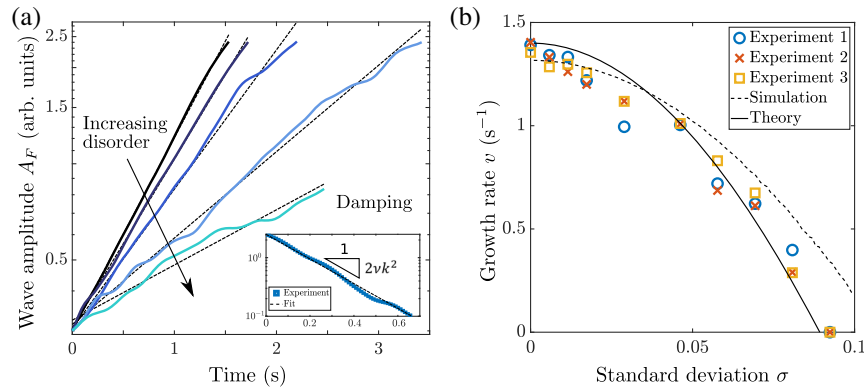 (a)
Wave amplitude A_F (arb. units)
2.5
1.5
0.5
Increasing
disorder
Damping
10^0
10^{-1}
1
2νk^2
Experiment
Fit
0 0.2 0.4 0.6
0 1 2 3
Time (s)
(b)
Growth rate ν (s^{-1})
1.5
1
0.5
0
Experiment 1
Experiment 2
Experiment 3
Simulation
Theory
0 0.05 0.1
Standard deviation σ